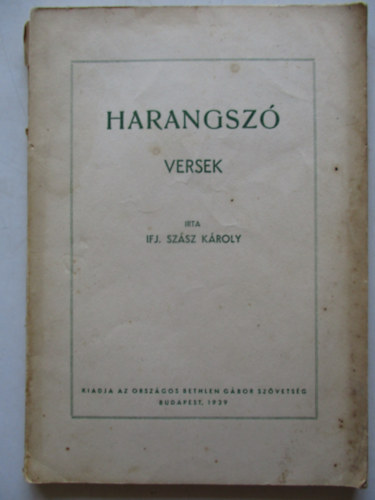 HARANGSZÓ
VERSEK
IRTA
IFJ. SZÁSZ KÁROLY
KIADJA AZ ORSZÁGOS BETHLEN GÁBOR SZÖVETSÉG
BUDAPEST, 1939